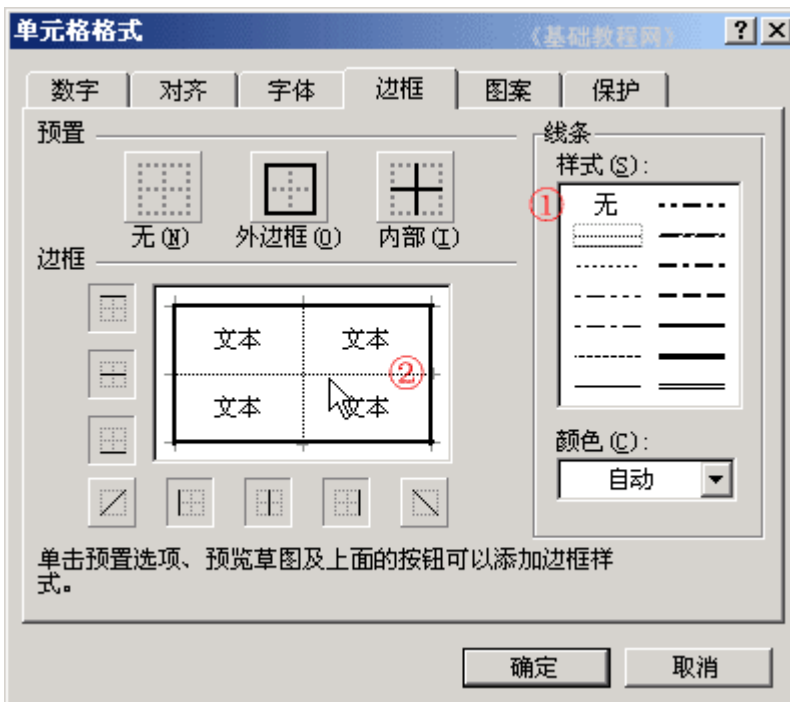 单元格格式 《基础教程网》
数字 对齐 字体 边框 图案 保护
预置
无(N) 外边框(O) 内部(I)
边框
文本 文本
文本 文本
②
线条
样式(S):
① 无
颜色(C):
自动
单击预置选项、预览草图及上面的按钮可以添加边框样
式。
确定 取消